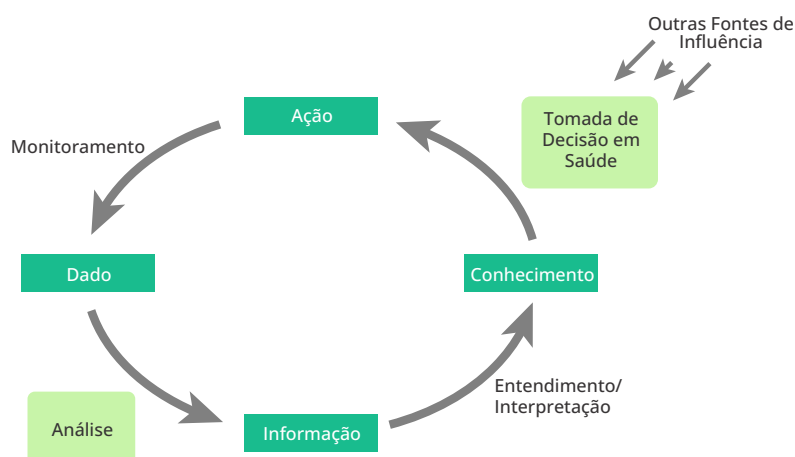 Outras Fontes de
Influência
Ação
Tomada de
Decisão em
Saúde
Monitoramento
Dado
Conhecimento
Entendimento/
Interpretação
Análise
Informação